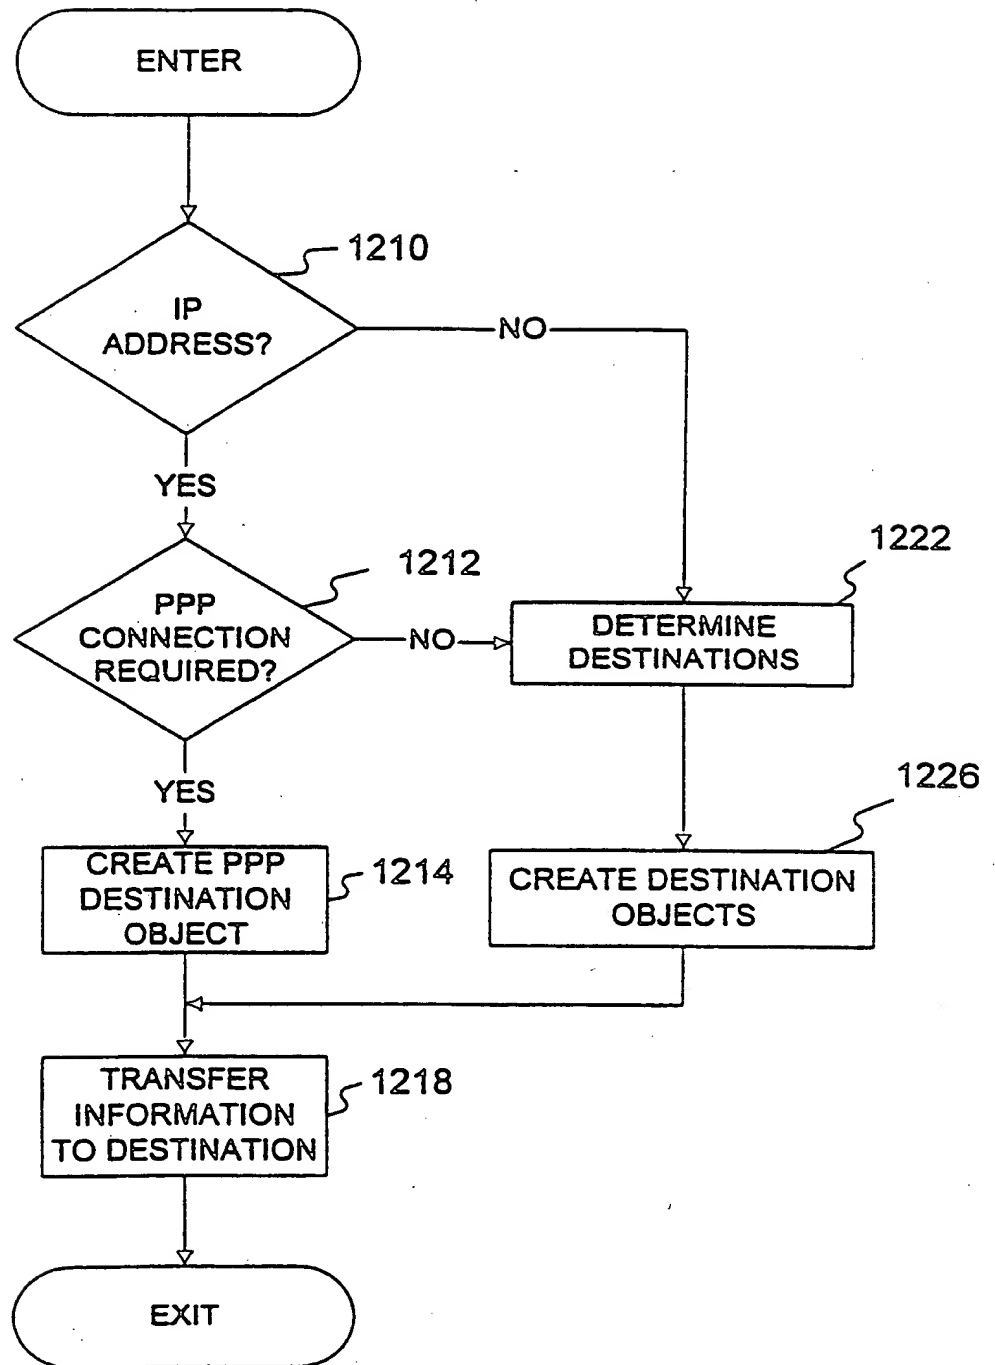 ENTER
1210
IP
ADDRESS?
NO
YES
1222
1212
PPP
CONNECTION
REQUIRED?
NO
DETERMINE
DESTINATIONS
YES
1226
CREATE PPP
DESTINATION
OBJECT
1214
CREATE DESTINATION
OBJECTS
TRANSFER
INFORMATION
TO DESTINATION
1218
EXIT